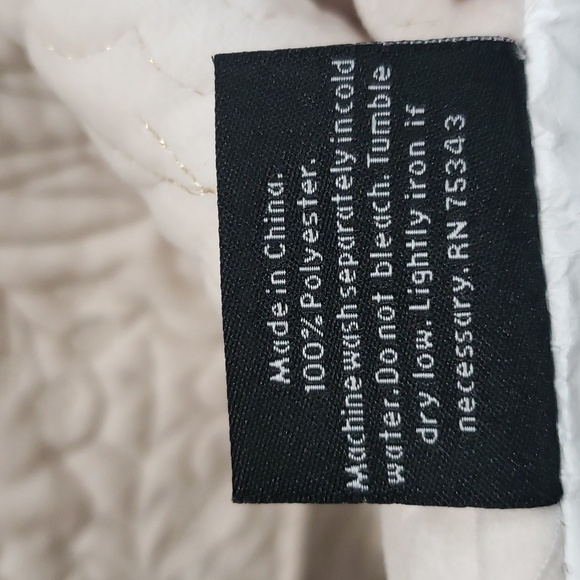 Made in China.
100% Polyester.
Machine wash separately in cold
water. Do not bleach. Tumble
dry low. Lightly iron if
necessary. RN 75343